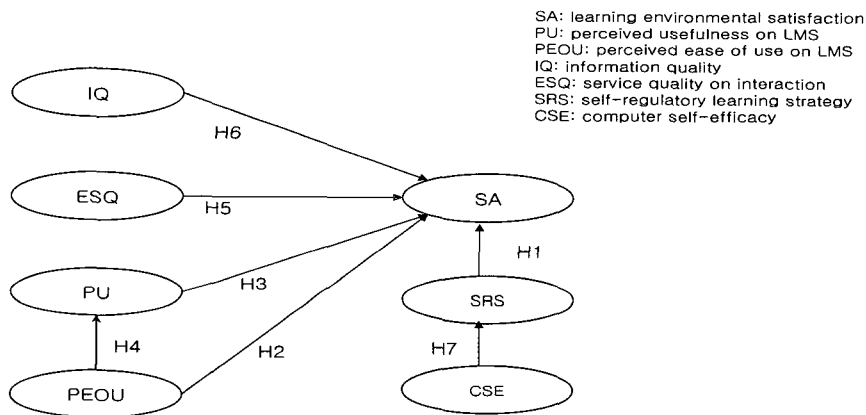 SA: learning environmental satisfaction
PU: perceived usefulness on LMS
PEOU: perceived ease of use on LMS
IQ: information quality
ESQ: service quality on interaction
SRS: self-regulatory learning strategy
CSE: computer self-efficacy
IQ
H6
ESQ
H5
SA
H3
H1
PU
SRS
H4
H2
H7
PEOU
CSE